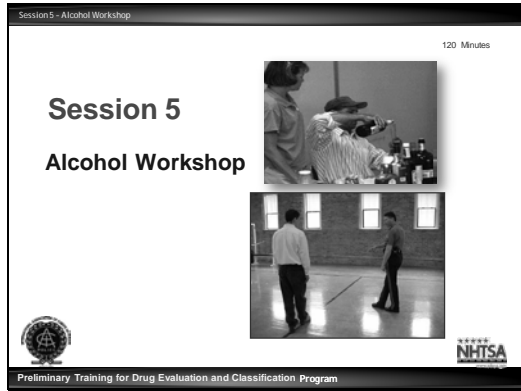 Session 5 - Alcohol Workshop
120 Minutes
Session 5
Alcohol Workshop
NHTSA
Preliminary Training for Drug Evaluation and Classification Program